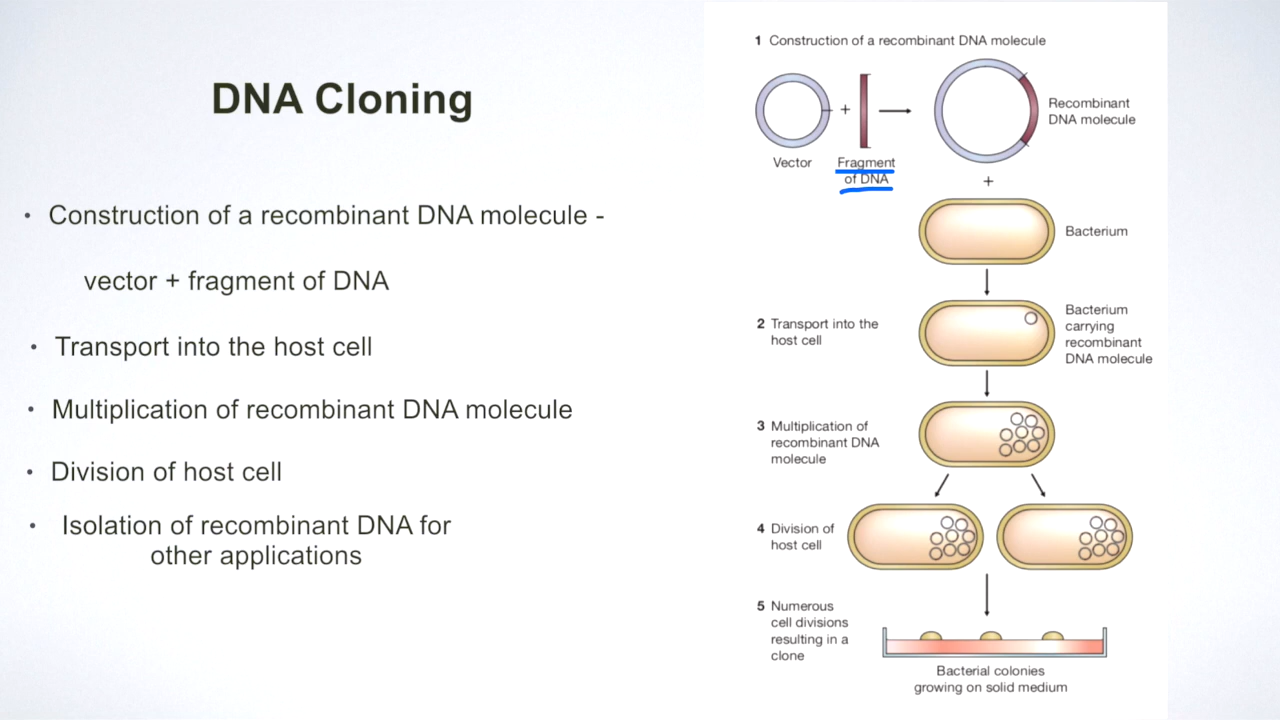 DNA Cloning
• Construction of a recombinant DNA molecule -
vector + fragment of DNA
• Transport into the host cell
• Multiplication of recombinant DNA molecule
• Division of host cell
• Isolation of recombinant DNA for
other applications
1 Construction of a recombinant DNA molecule
+
Recombinant
DNA molecule
Vector
Fragment
of DNA
+
Bacterium
2 Transport into the
host cell
Bacterium
carrying
recombinant
DNA molecule
3 Multiplication of
recombinant DNA
molecule
4 Division of
host cell
5 Numerous
cell divisions
resulting in a
clone
Bacterial colonies
growing on solid medium